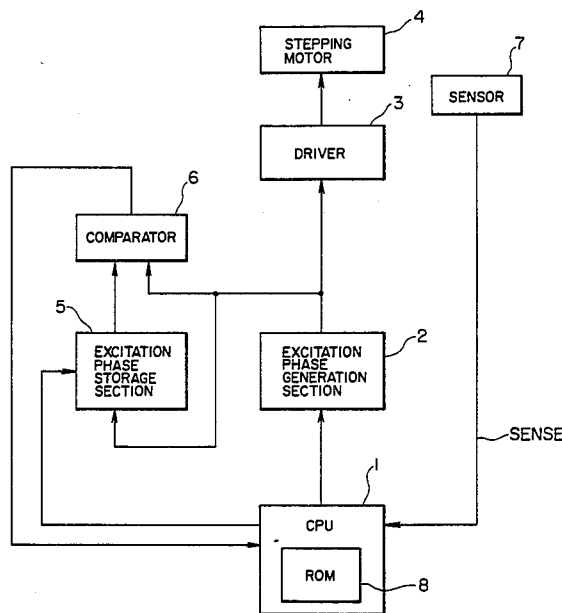 4
STEPPING
MOTOR
7
SENSOR
3
DRIVER
6
COMPARATOR
5
EXCITATION
PHASE
STORAGE
SECTION
2
EXCITATION
PHASE
GENERATION
SECTION
SENSE
1
CPU
ROM
8